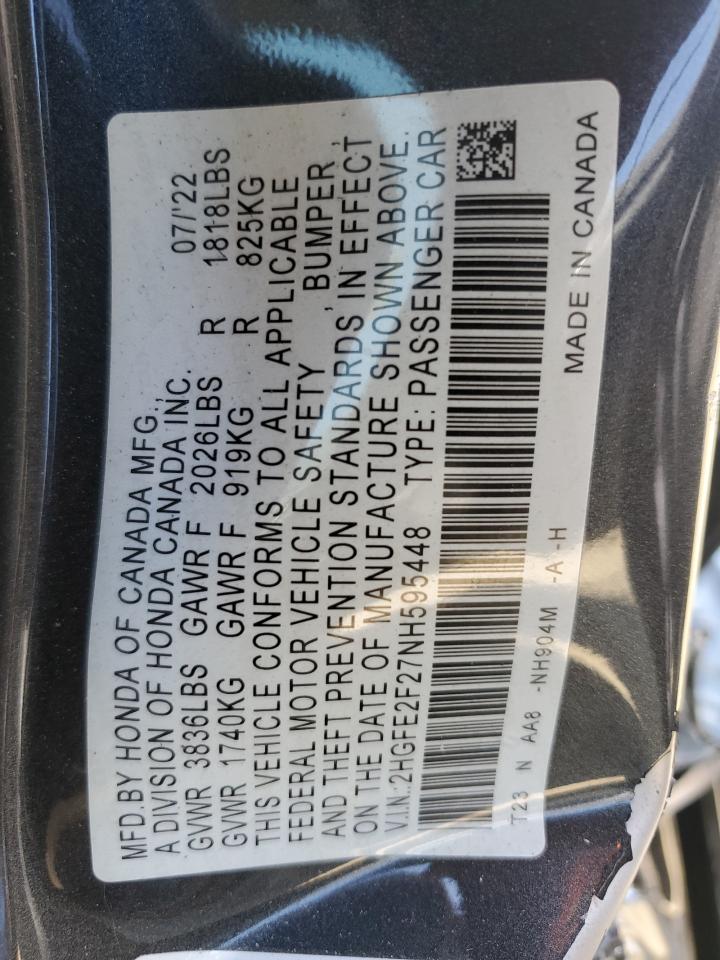 MFD.BY HONDA OF CANADA MFG.,
A DIVISION OF HONDA CANADA INC. 07/'22
GVWR 3836LBS GAWR F 2026LBS R 1818LBS
GVWR 1740KG GAWR F 919KG R 825KG
THIS VEHICLE CONFORMS TO ALL APPLICABLE
FEDERAL MOTOR VEHICLE SAFETY , BUMPER ,
AND THEFT PREVENTION STANDARDS IN EFFECT
ON THE DATE OF MANUFACTURE SHOWN ABOVE.
V.I.N.:2HGFE2F27NH595448 TYPE: PASSENGER CAR
T23 N AA8 -NH904M -A -H MADE IN CANADA